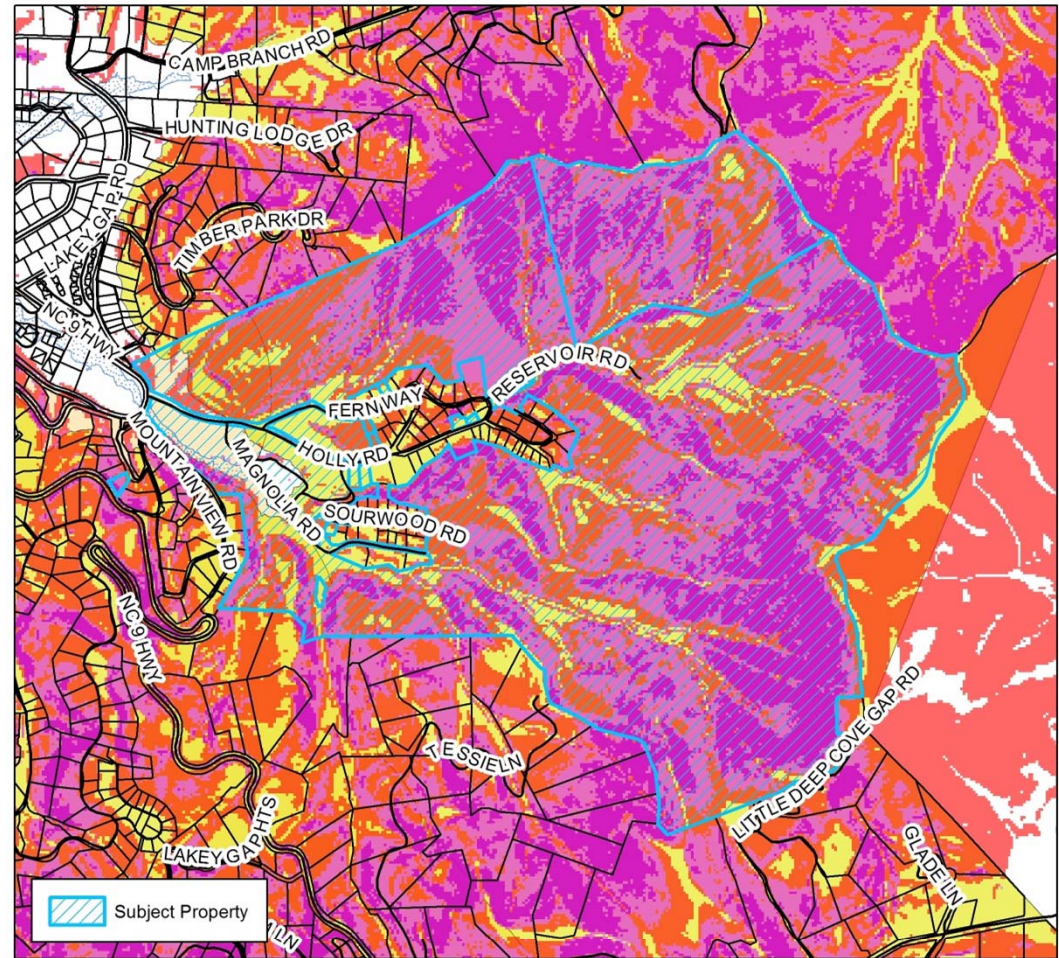 CAMP BRANCH RD
HUNTING LODGE DR
LAKEY GAP RD
TIMBER PARK DR
NC 9 HWY
RESERVOIR RD
FERN WAY
HOLLY RD
MOUNTAIN VIEW RD
MAGNOLIA RD
SOURWOOD RD
NC 9 HWY
TESSIE LN
LITTLE DEEP COVE GAP RD
GLADE LN
LAKEY GAP HTS
Subject Property